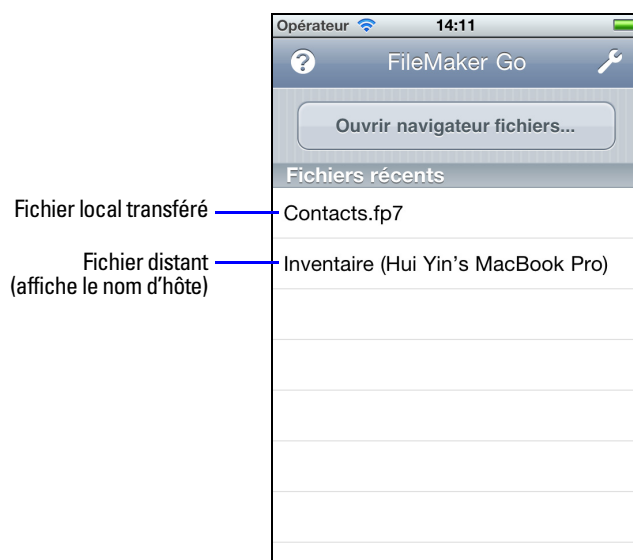 Opérateur 14:11
FileMaker Go
Ouvrir navigateur fichiers...
Fichiers récents
Fichier local transféré
Contacts.fp7
Fichier distant
(affiche le nom d’hôte)
Inventaire (Hui Yin’s MacBook Pro)